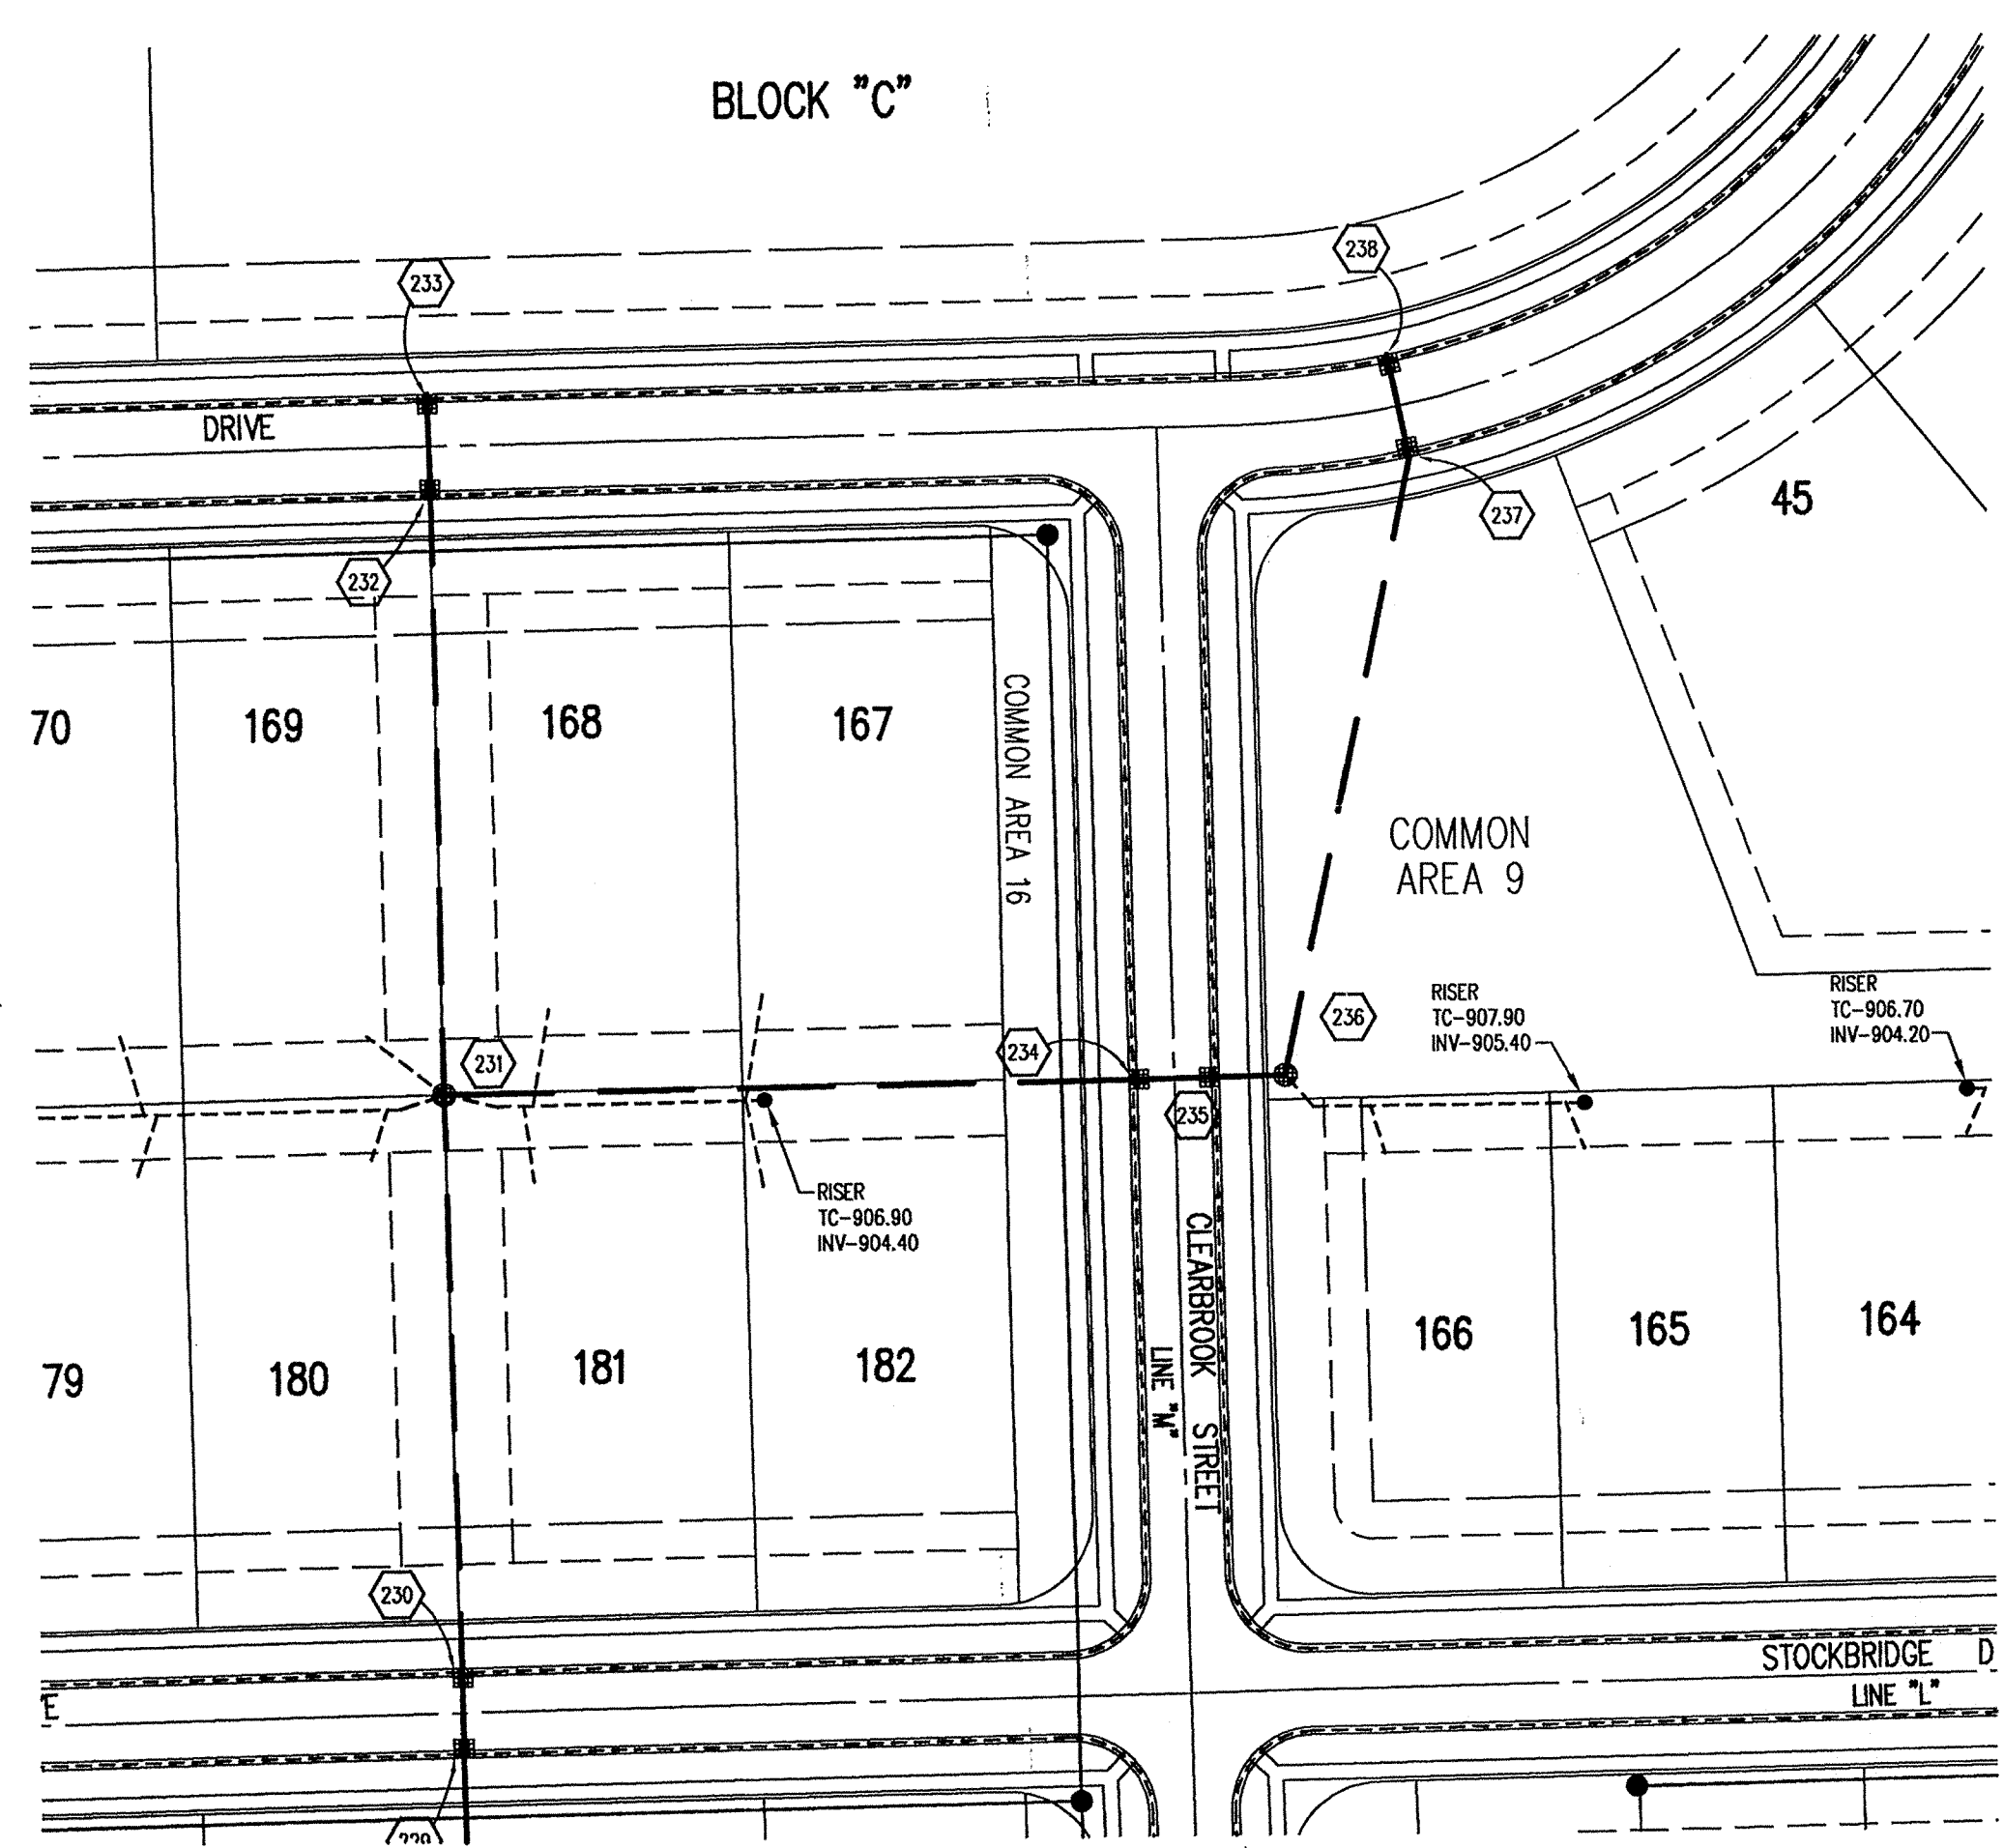 BLOCK "C"
238
233
DRIVE
45
237
232
70
169
168
167
COMMON AREA 16
COMMON
AREA 9
RISER
TC-906.70
INV-904.20
RISER
TC-907.90
INV-905.40
236
234
231
235
RISER
TC-906.90
INV-904.40
CLEARBROOK STREET
LINE "M"
166
165
164
79
180
181
182
230
STOCKBRIDGE D
LINE "L"
E
229